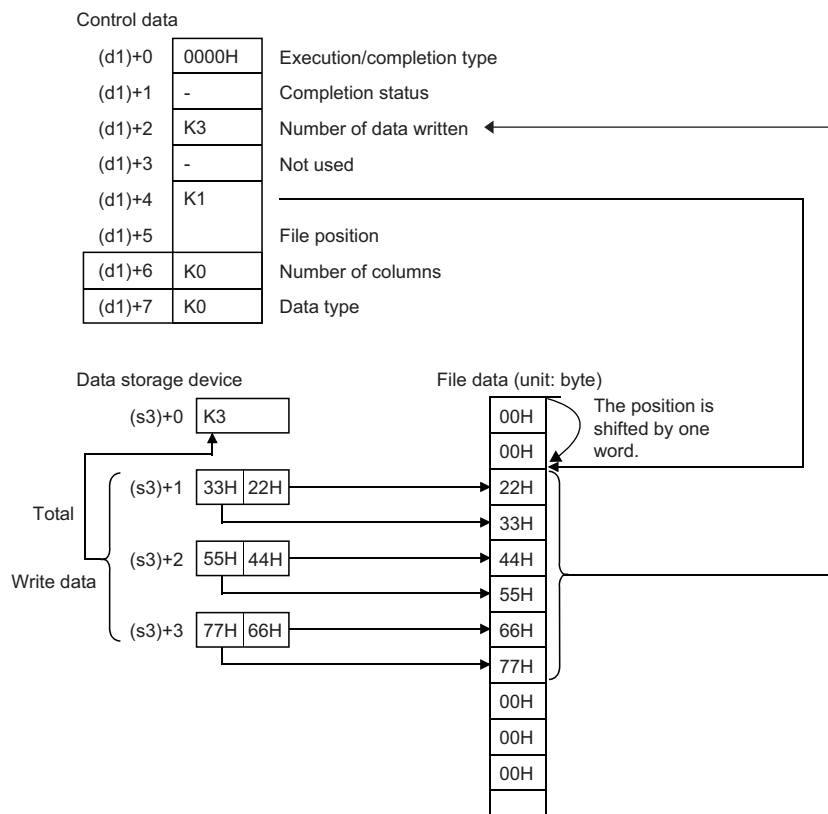 Control data
(d1)+0 0000H Execution/completion type
(d1)+1 - Completion status
(d1)+2 K3 Number of data written
(d1)+3 - Not used
(d1)+4 K1
(d1)+5 File position
(d1)+6 K0 Number of columns
(d1)+7 K0 Data type
Data storage device
(s3)+0 K3
(s3)+1 33H 22H
Total
(s3)+2 55H 44H
Write data
(s3)+3 77H 66H
File data (unit: byte)
00H
The position is
shifted by one
word.
00H
22H
33H
44H
55H
66H
77H
00H
00H
00H